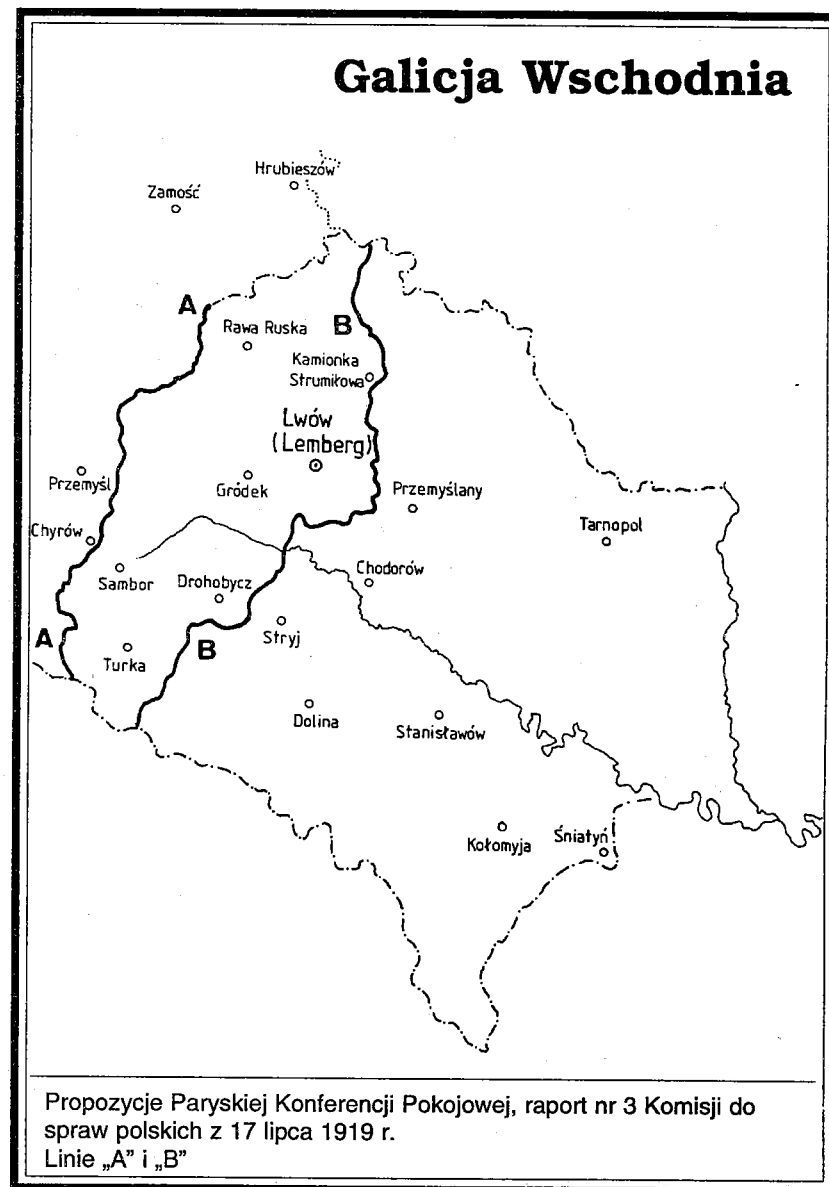 Galicja Wschodnia
Hrubieszów
Zamość
A
B
Rawa Ruska
Kamionka
Strumiłowa
Lwów
(Lemberg)
Przemyśl
Gródek
Przemyślany
Chyrów
Tarnopol
Sambor
Drohobycz
Chodorów
A
B
Stryj
Turka
Dolina
Stanisławów
Kołomyja
Śniatyń
Propozycje Paryskiej Konferencji Pokojowej, raport nr 3 Komisji do
spraw polskich z 17 lipca 1919 r.
Linie „A” i „B”